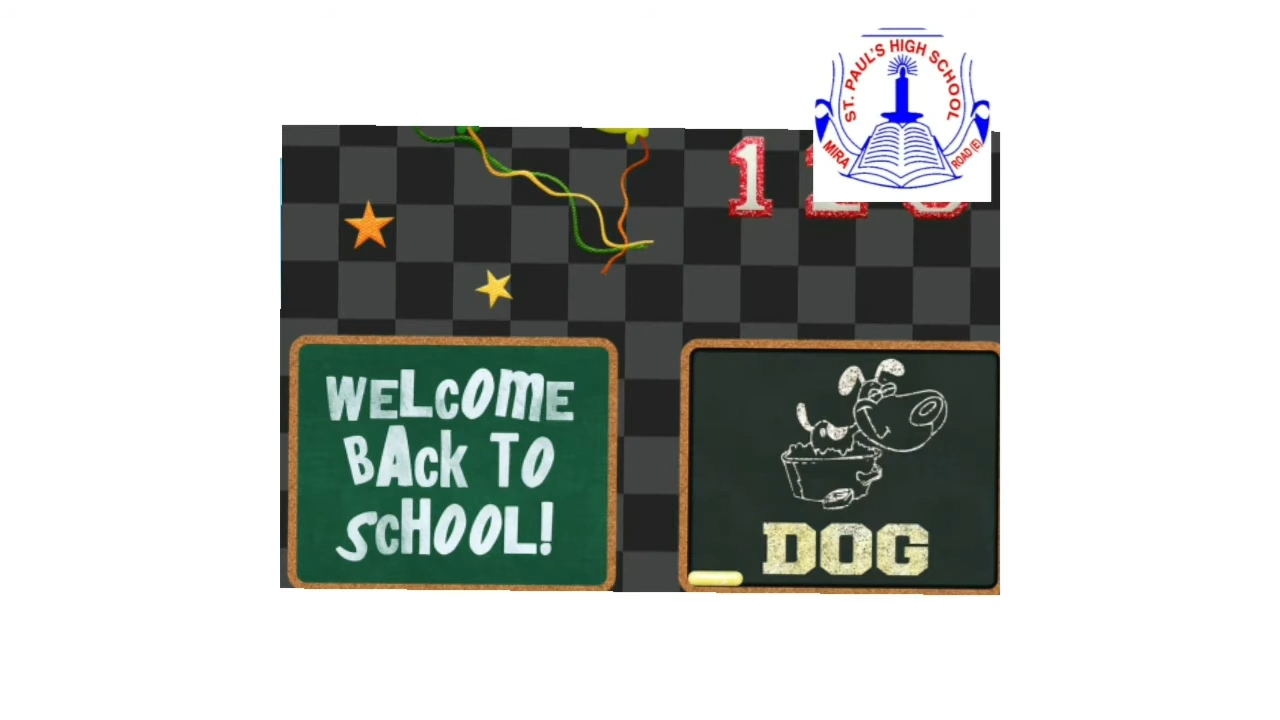 ST. PAUL'S HIGH SCHOOL
MIRA
ROAD (E)
WELCOME
BACK TO
SCHOOL!
DOG